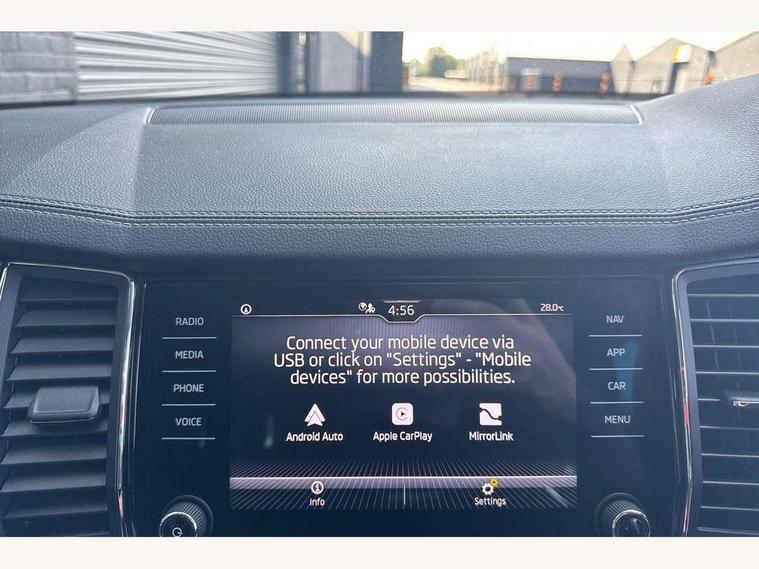 4:56
28.0°C
RADIO
MEDIA
PHONE
VOICE
Connect your mobile device via
USB or click on "Settings" - "Mobile
devices" for more possibilities.
Android Auto
Apple CarPlay
MirrorLink
Info
Settings
NAV
APP
CAR
MENU